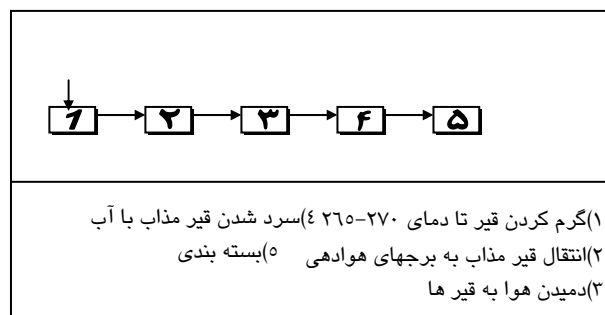 ۱ ۲ ۳ ۴ ۵
۱)گرم کردن قیر تا دمای ۲۷۰-۲٦٥ ٤)سرد شدن قیر مذاب با آب
۲)انتقال قیر مذاب به برجهای هوادهی ٥)بسته بندی
۳)دمیدن هوا به قیر ها